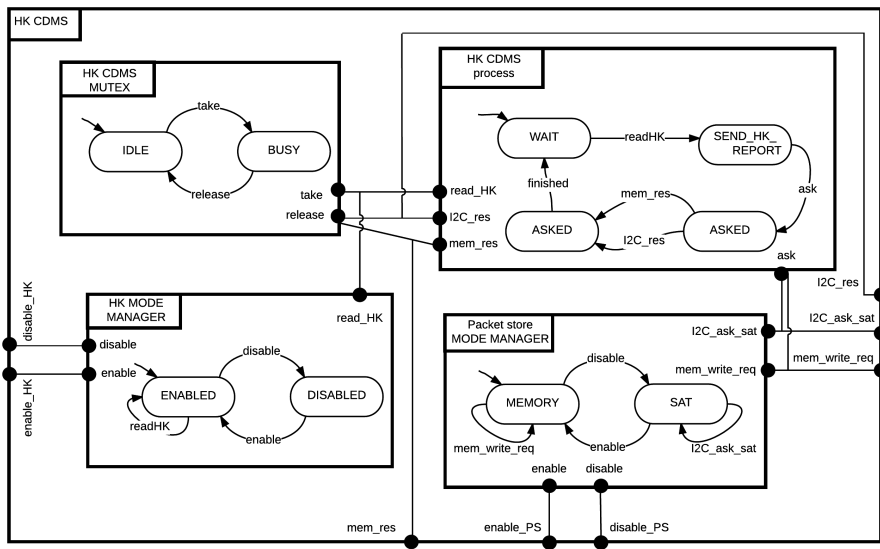 HK CDMS
HK CDMS
MUTEX
take
IDLE
BUSY
release
take
release
HK CDMS
process
WAIT
readHK
SEND_HK_
REPORT
finished
mem_res
ask
ASKED
ASKED
I2C_res
read_HK
I2C_res
mem_res
ask
I2C_res
I2C_ask_sat
mem_write_req
disable_HK
enable_HK
HK MODE
MANAGER
read_HK
disable
enable
disable
ENABLED
DISABLED
readHK
enable
Packet store
MODE MANAGER
I2C_ask_sat
mem_write_req
disable
MEMORY
SAT
mem_write_req
enable
I2C_ask_sat
enable
disable
mem_res
enable_PS
disable_PS